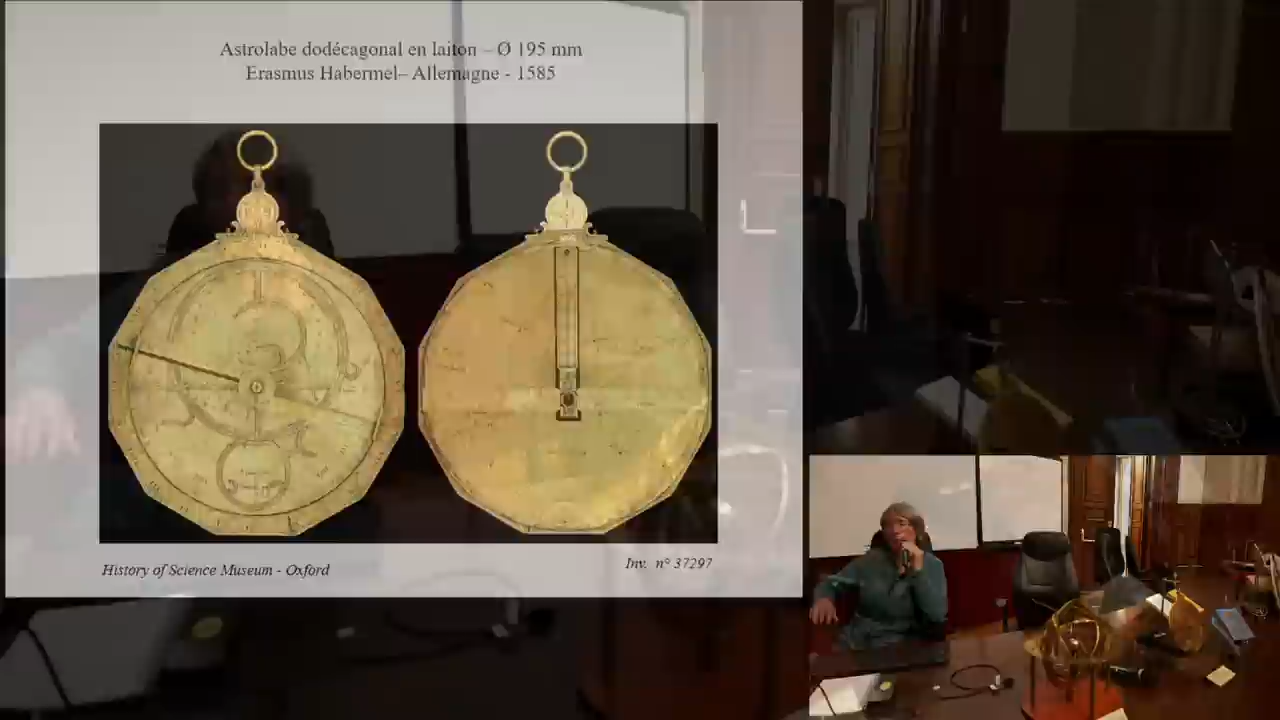 Astrolabe dodécagonal en laiton – Ø 195 mm
Erasmus Habermel– Allemagne - 1585
History of Science Museum - Oxford
Inv. n° 37297